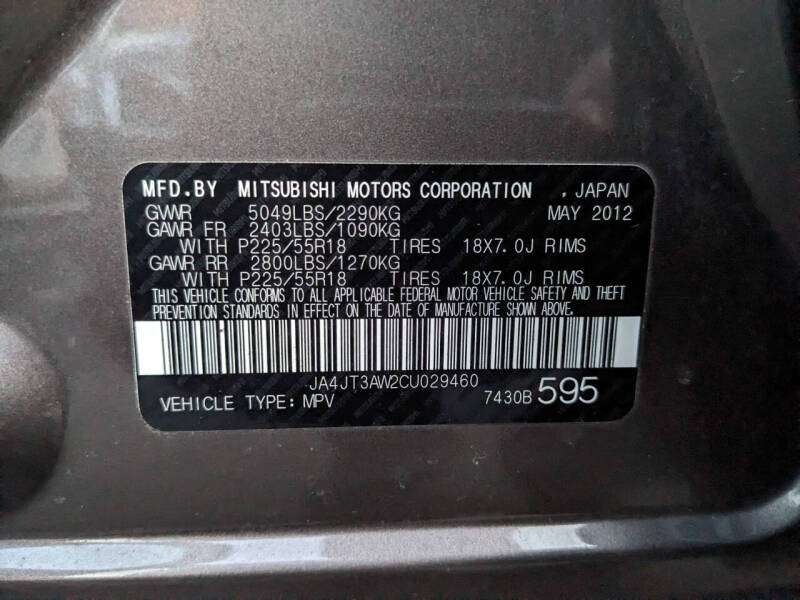 MFD.BY MITSUBISHI MOTORS CORPORATION , JAPAN
GVWR 5049LBS/2290KG MAY 2012
GAWR FR 2403LBS/1090KG
WITH P225/55R18 TIRES 18X7.0J RIMS
GAWR RR 2800LBS/1270KG
WITH P225/55R18 TIRES 18X7.0J RIMS
THIS VEHICLE CONFORMS TO ALL APPLICABLE FEDERAL MOTOR VEHICLE SAFETY AND THEFT
PREVENTION STANDARDS IN EFFECT ON THE DATE OF MANUFACTURE SHOWN ABOVE.
JA4JT3AW2CU029460
VEHICLE TYPE: MPV 7430B 595